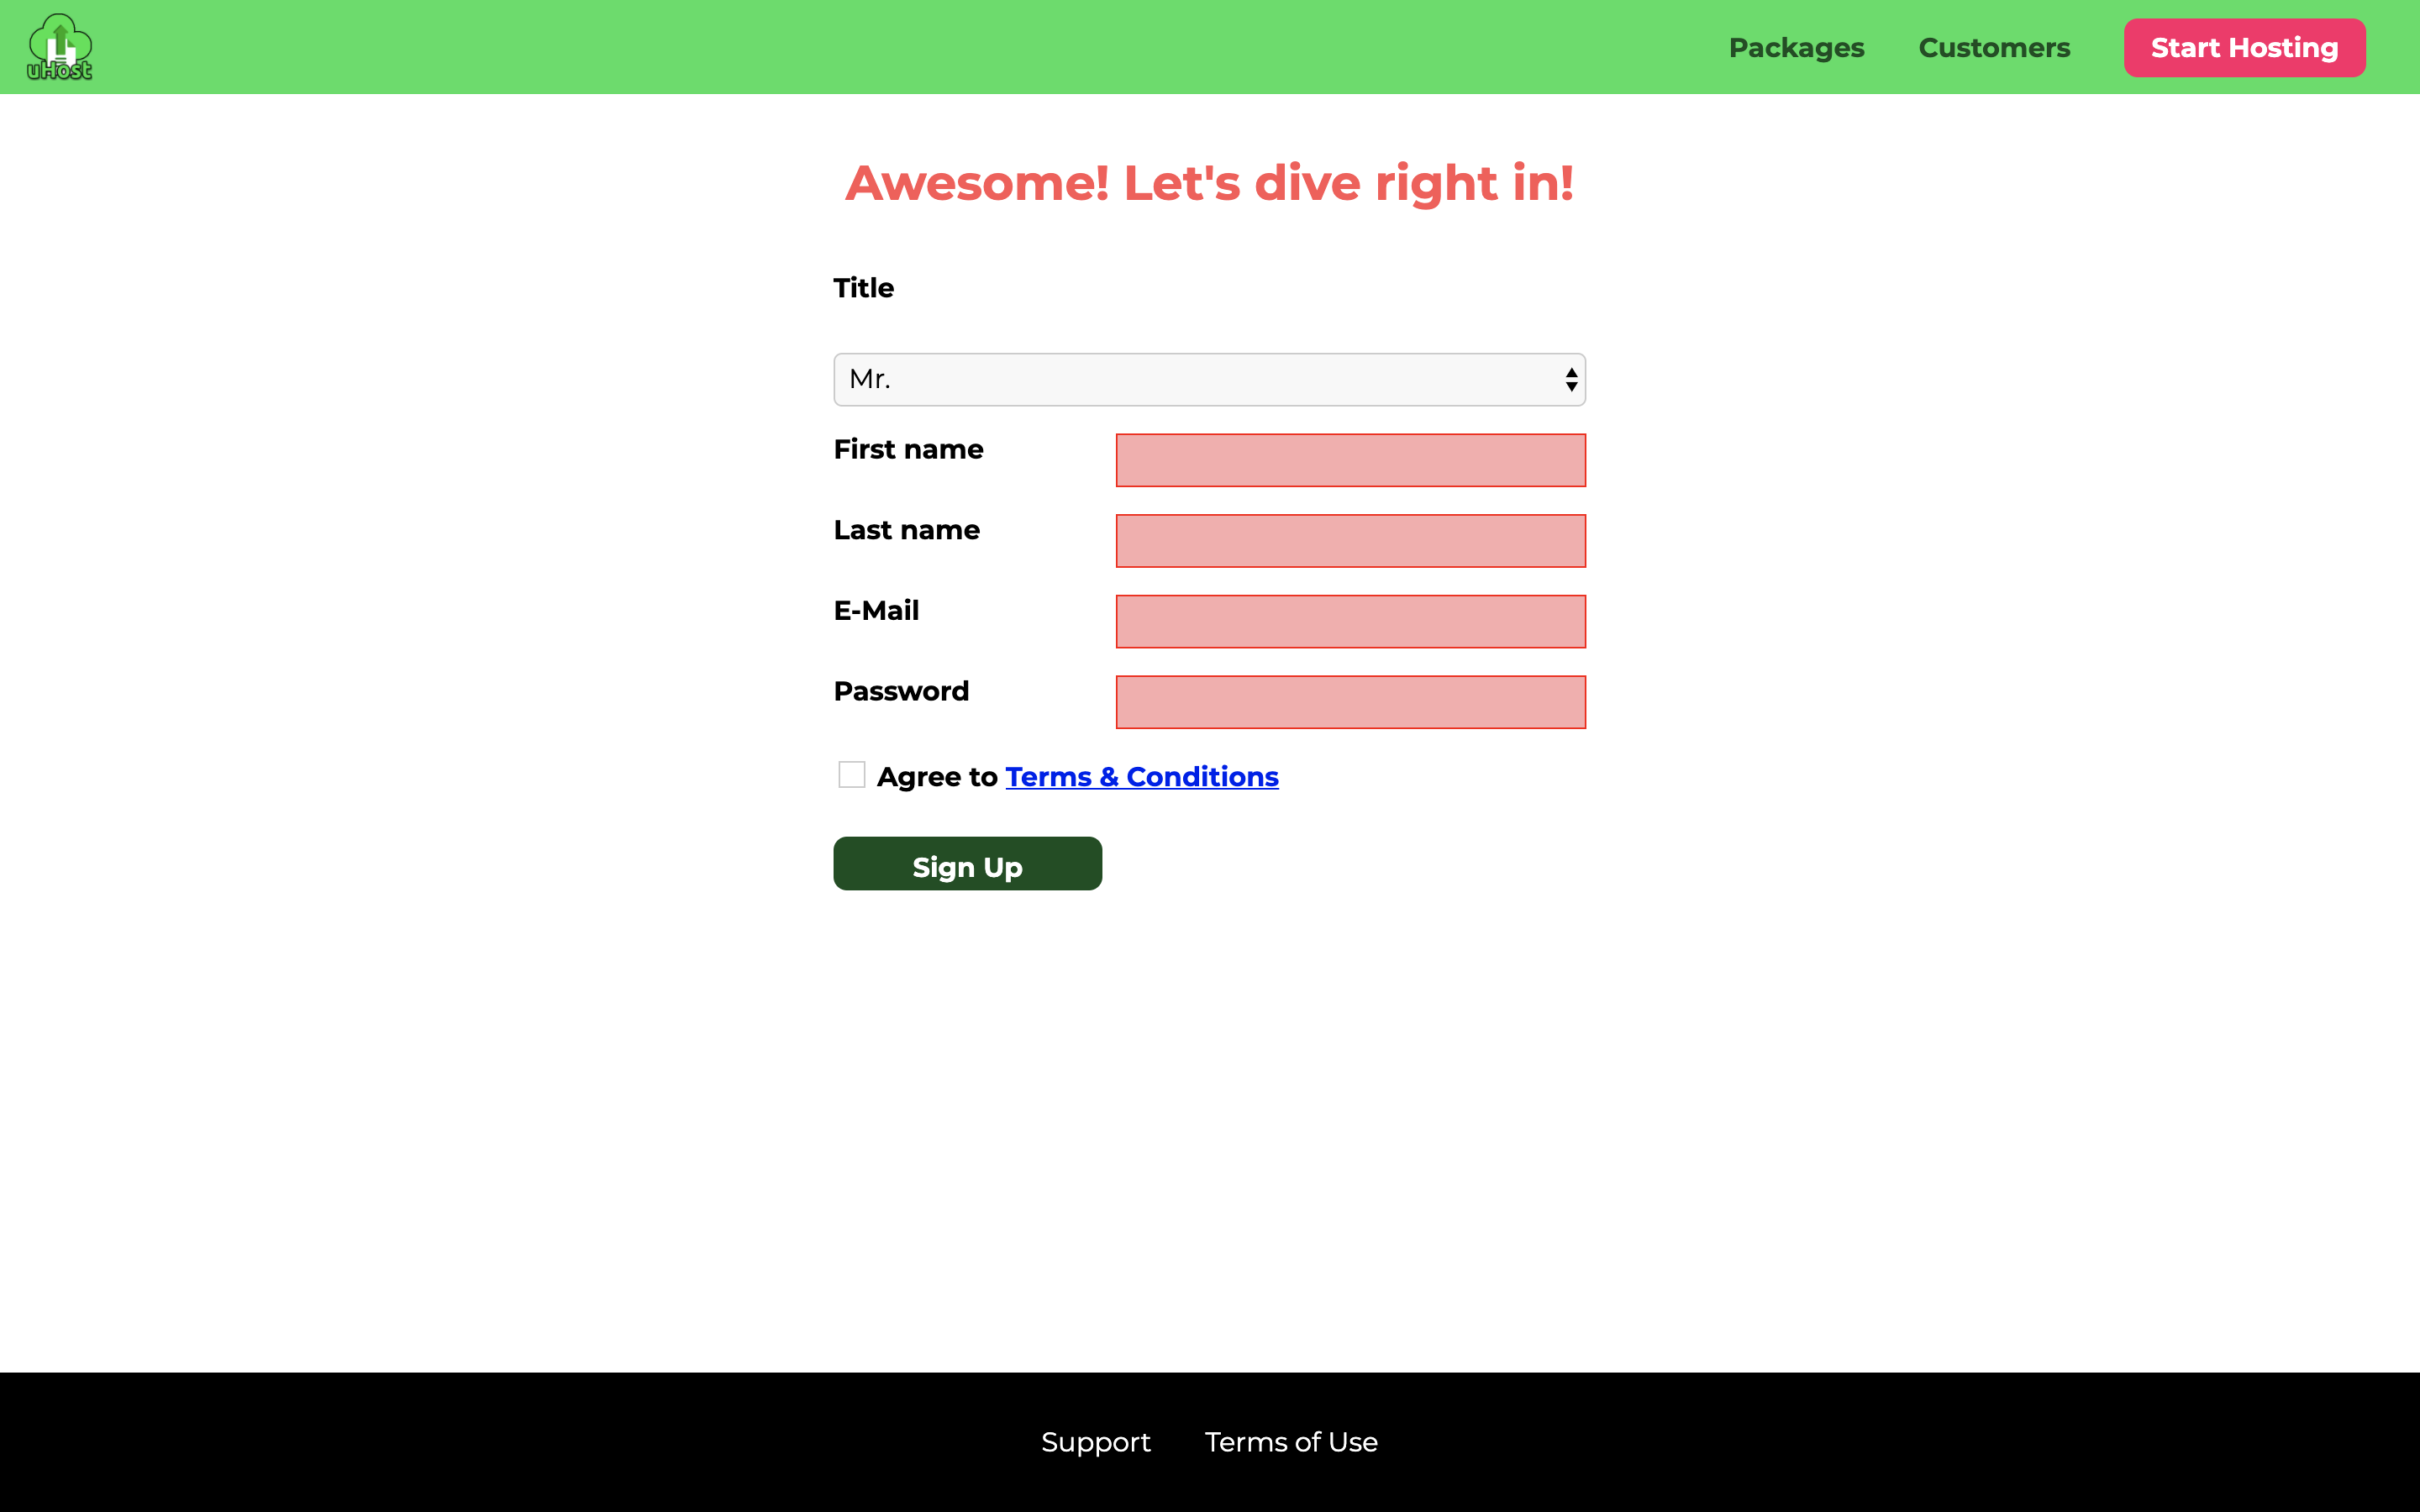 uHost
Packages Customers Start Hosting
Awesome! Let's dive right in!
Title
Mr.
First name
Last name
E-Mail
Password
Agree to Terms & Conditions
Sign Up
Support Terms of Use